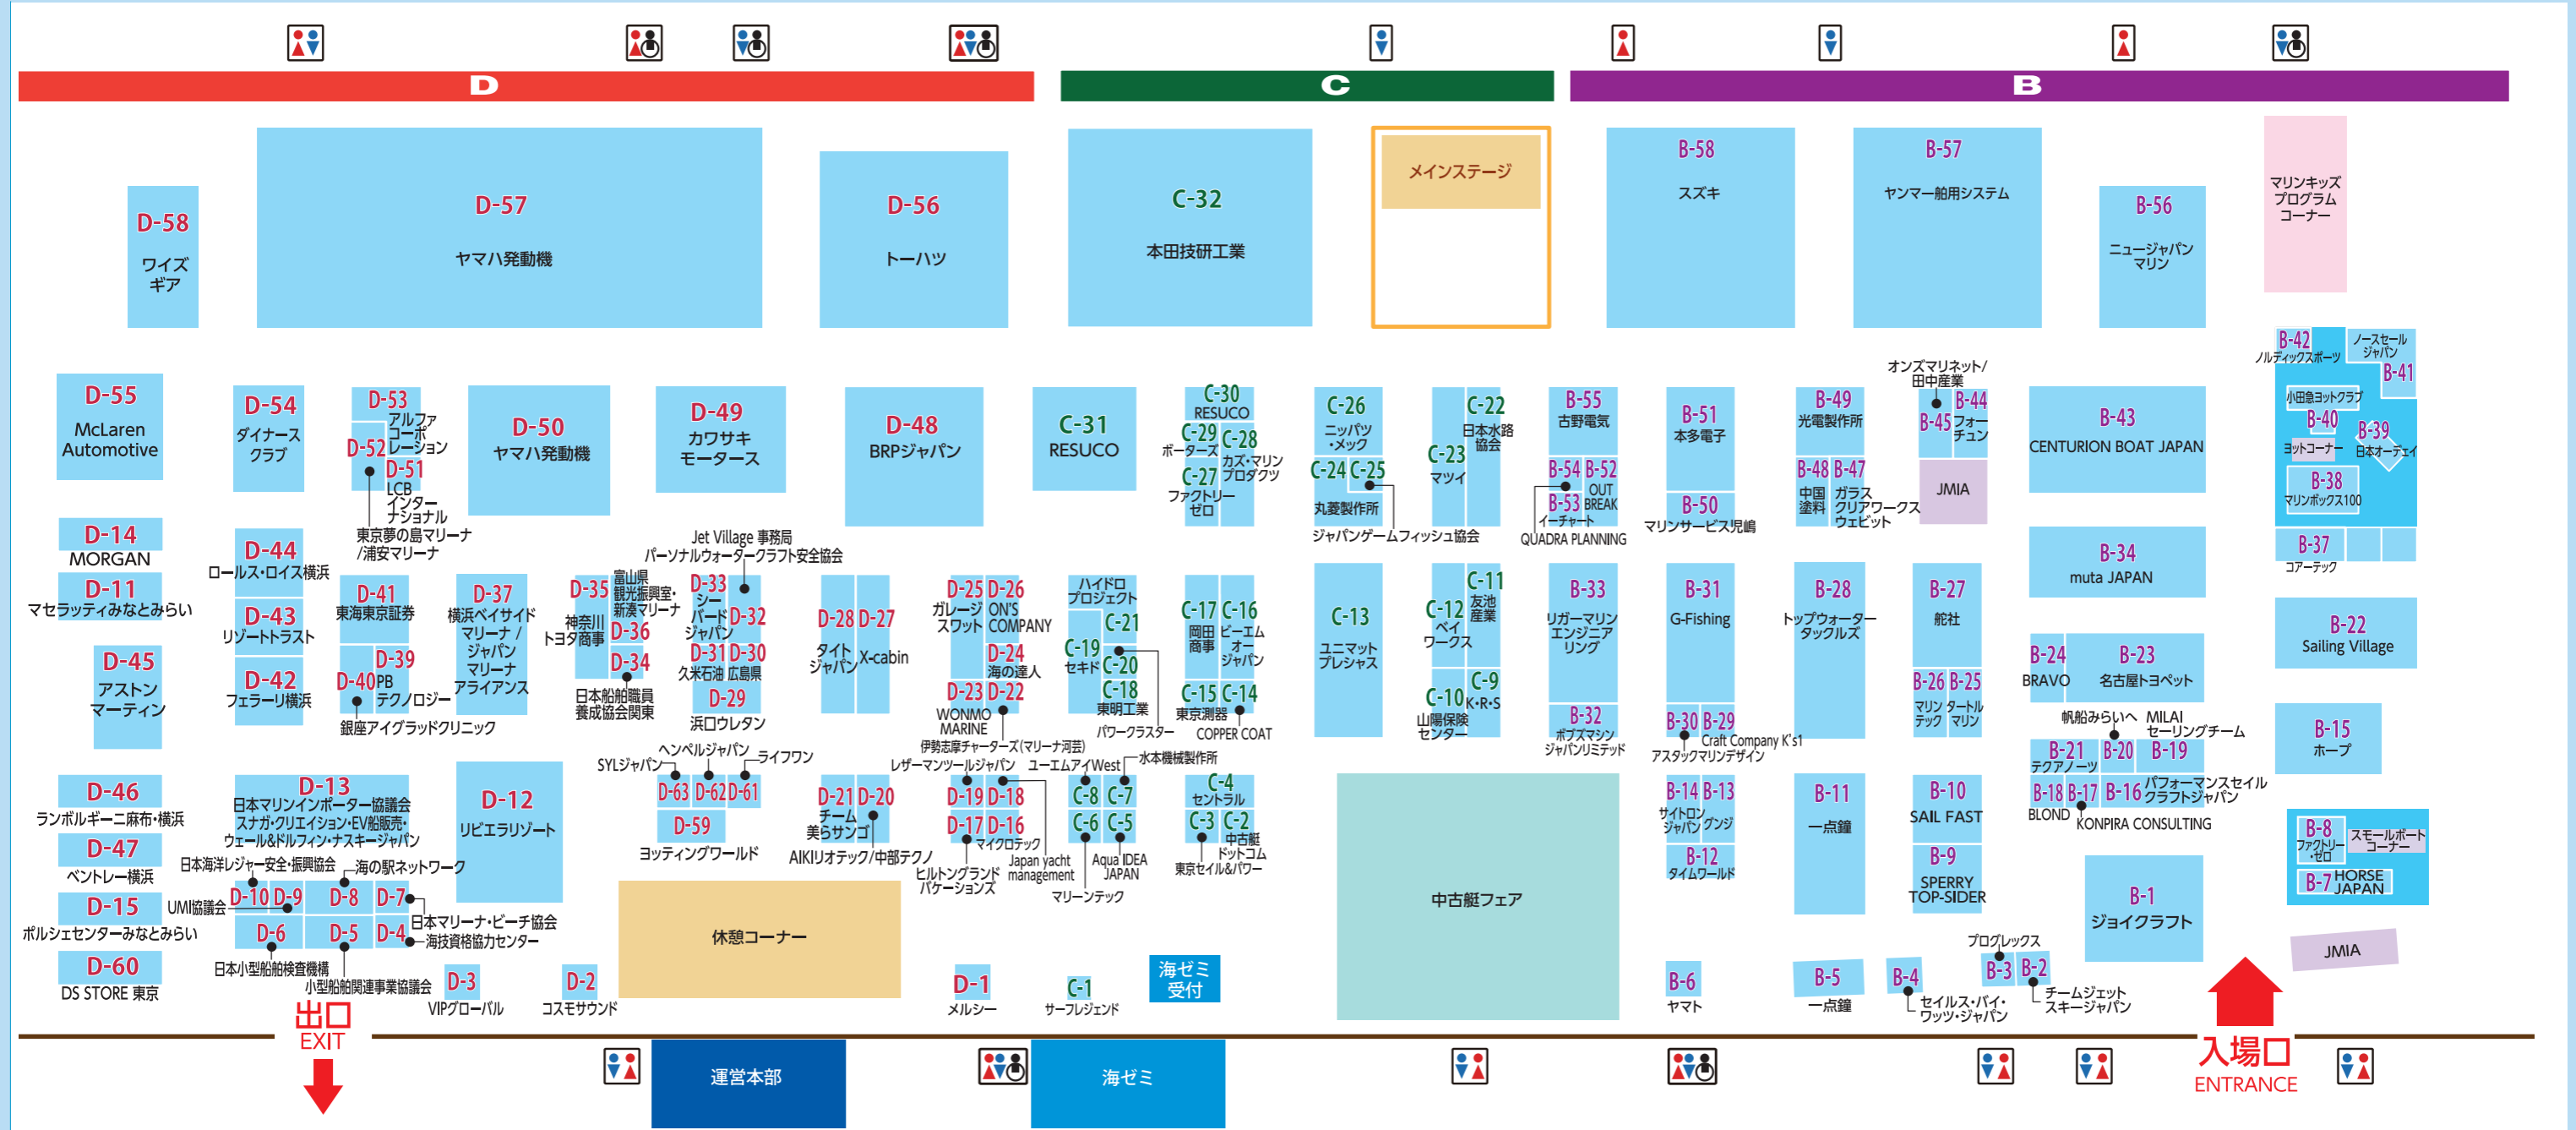 D
C
B
D-58
ワイズ
ギア
D-57
ヤマハ発動機
D-56
トーハツ
C-32
本田技研工業
メインステージ
B-58
スズキ
B-57
ヤンマー舶用システム
B-56
ニュージャパン
マリン
マリンキッズ
プログラム
コーナー
D-55
McLaren
Automotive
D-54
ダイナース
クラブ
D-53
アルファ
コーポ
レーション
D-52
D-51
LCB
インター
ナショナル
東京夢の島マリーナ
/浦安マリーナ
D-50
ヤマハ発動機
D-49
カワサキ
モータース
D-48
BRPジャパン
C-31
RESUCO
C-30
RESUCO
C-29
ボーターズ
C-28
カズ・マリン
プロダクツ
C-27
ファクトリー
ゼロ
C-26
ニッパツ
・メック
C-24
C-25
丸菱製作所
ジャパンゲームフィッシュ協会
C-23
マツイ
C-22
日本水路
協会
B-55
古野電気
B-54
B-52
OUT
BREAK
B-53
イーチャート
QUADRA PLANNING
B-51
本多電子
B-50
マリンサービス児嶋
B-49
光電製作所
B-48
中国
塗料
B-47
ガラス
クリアワークス
ウェビット
オンズマリネット/
田中産業
B-45
B-44
フォー
チュン
JMIA
B-43
CENTURION BOAT JAPAN
B-42
ノルディックスポーツ
ノースセール
ジャパン
B-41
小田急ヨットクラブ
B-40
ヨットコーナー
B-39
日本オーディ
B-38
マリンボックス100
B-37
コアーテック
D-14
MORGAN
D-11
マセラッティみなとみらい
D-45
アストン
マーティン
D-44
ロールス・ロイス横浜
D-43
リゾートトラスト
D-42
フェラーリ横浜
D-41
東海東京証券
D-39
PB
テクノロジー
D-40
銀座アイグラッドクリニック
D-37
横浜ベイサイド
マリーナ /
ジャパン
マリーナ
アライアンス
D-35
神奈川
トヨタ商事
富山県
観光振興室・
新湊マリーナ
D-36
D-34
日本船舶職員
養成協会関東
Jet Village 事務局
パーソナルウォータークラフト安全協会
D-33
シー
バード
ジャパン
D-32
D-31
久米石油
D-30
広島県
D-29
浜口ウレタン
D-28
タイト
ジャパン
D-27
X-cabin
D-25
ガレージ
スワット
D-26
ON'S
COMPANY
D-24
海の達人
D-23
WONMO
MARINE
D-22
伊勢志摩チャーターズ(マリーナ河芸)
ハイドロ
プロジェクト
C-21
C-19
セキド
C-20
C-18
東明工業
パワークラスター
C-17
岡田
商事
C-16
ビーエム
オー
ジャパン
C-15
東京測器
C-14
COPPER COAT
C-13
ユニマット
プレシャス
C-12
ベイ
ワークス
C-11
友池
産業
C-10
山陽保険
センター
C-9
K・R・S
B-33
リガーマリン
エンジニア
リング
B-32
ボブズマシン
ジャパンリミテッド
B-31
G-Fishing
B-30
B-29
Craft Company K's1
アスタックマリンデザイン
B-28
トップウォーター
タックルズ
B-27
舵社
B-26
マリン
テック
B-25
タートル
マリン
B-34
muta JAPAN
B-24
BRAVO
B-23
名古屋トヨペット
B-22
Sailing Village
帆船みらいへ
MILAI
セーリングチーム
B-21
テクアノーツ
B-20
B-19
B-18
BLOND
B-17
B-16
パフォーマンスセイル
クラフトジャパン
KONPIRA CONSULTING
B-15
ホープ
D-46
ランボルギーニ麻布・横浜
D-47
ベントレー横浜
D-15
ポルシェセンターみなとみらい
D-60
DS STORE 東京
D-13
日本マリンインポーター協議会
スナガ・クリエイション・EV船販売・
ウェール&ドルフィン・ナスキージャパン
D-12
リビエラリゾート
日本海洋レジャー安全・振興協会
海の駅ネットワーク
D-10
D-9
D-8
D-7
UMI協議会
日本マリーナ・ビーチ協会
D-6
D-5
D-4
海技資格協力センター
日本小型船舶検査機構
小型船舶関連事業協議会
ヘンペルジャパン
SYLジャパン
ライフワン
D-63
D-62
D-61
D-59
ヨッティングワールド
D-21
チーム
美らサンゴ
D-20
AIKIリオテック/中部テクノ
レザーマンツールジャパン
D-19
D-18
D-17
D-16
マイクロテック
Japan yacht
management
ヒルトングランド
バケーションズ
ユーエムアイWest
水本機械製作所
C-8
C-7
C-6
C-5
Aqua IDEA
JAPAN
マリーンテック
C-4
セントラル
C-3
C-2
中古艇
ドットコム
東京セイル&パワー
中古艇フェア
B-14
サイトロン
ジャパン
B-13
グンジ
B-12
タイムワールド
B-11
一点鐘
B-10
SAIL FAST
B-9
SPERRY
TOP-SIDER
B-1
ジョイクラフト
B-8
ファクトリー
・ゼロ
スモールボート
コーナー
B-7
HORSE
JAPAN
JMIA
休憩コーナー
D-3
VIPグローバル
D-2
コスモサウンド
D-1
メルシー
C-1
サーフレジェンド
海ゼミ
受付
B-6
ヤマト
B-5
一点鐘
B-4
セイルス・バイ・
ワッツ・ジャパン
プログレックス
B-3
B-2
チームジェット
スキージャパン
出口
EXIT
運営本部
海ゼミ
入場口
ENTRANCE